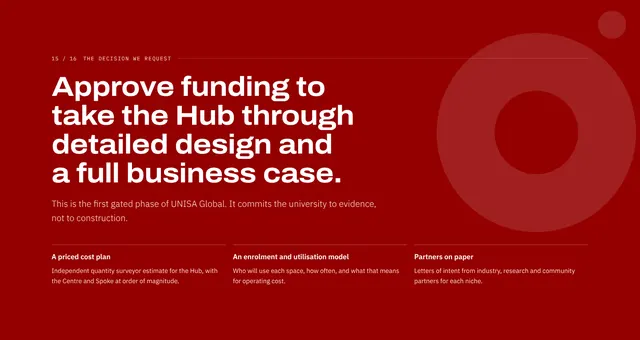 15 / 16 THE DECISION WE REQUEST
Approve funding to
take the Hub through
detailed design and
a full business case.
This is the first gated phase of UNISA Global. It commits the university to evidence,
not to construction.
A priced cost plan
Independent quantity surveyor estimate for the Hub, with
the Centre and Spoke at order of magnitude.
An enrolment and utilisation model
Who will use each space, how often, and what that means
for operating cost.
Partners on paper
Letters of intent from industry, research and community
partners for each niche.